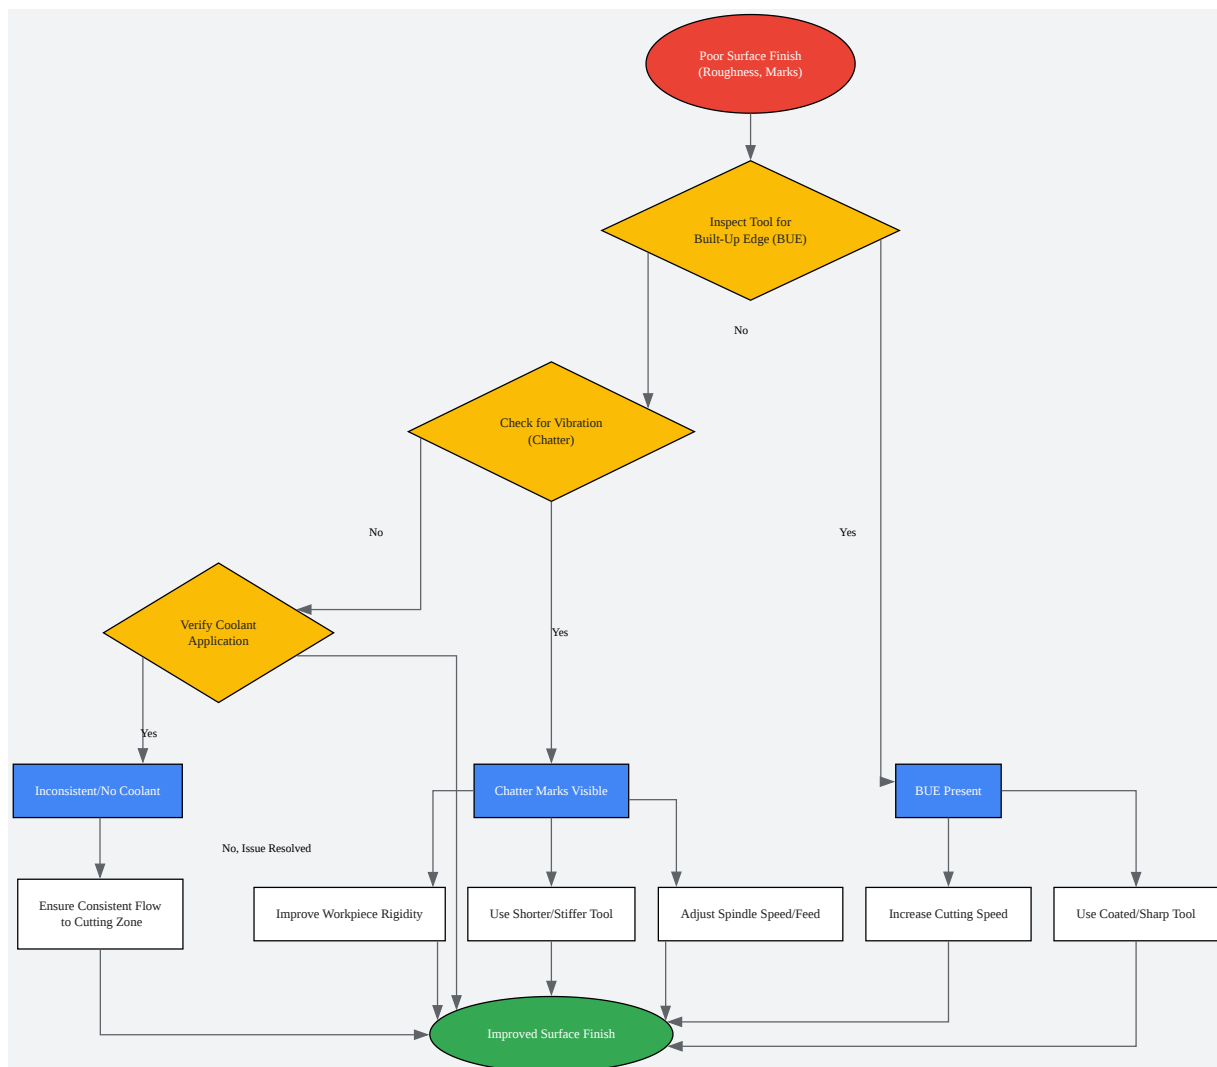 Poor Surface Finish
(Roughness, Marks)
Inspect Tool for
Built-Up Edge (BUE)
No
Check for Vibration
(Chatter)
No
Yes
Verify Coolant
Application
Yes
Yes
Inconsistent/No Coolant
Chatter Marks Visible
BUE Present
No, Issue Resolved
Ensure Consistent Flow
to Cutting Zone
Improve Workpiece Rigidity
Use Shorter/Stiffer Tool
Adjust Spindle Speed/Feed
Increase Cutting Speed
Use Coated/Sharp Tool
Improved Surface Finish